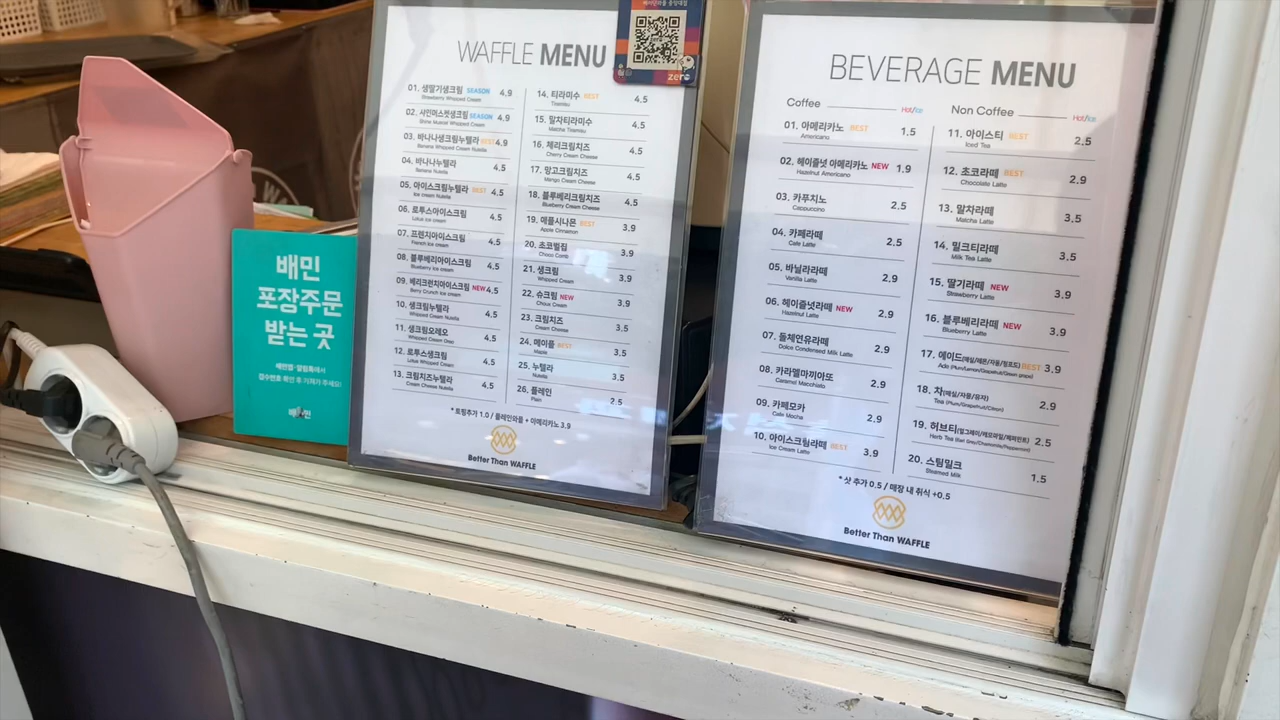 배민
포장주문
받는 곳
배민앱·알림톡에서
접수번호 확인 후 가져가 주세요!
배민
WAFFLE MENU
01. 생딸기생크림 SEASON 4.9
Strawberry Whipped Cream
02. 샤인머스켓생크림 SEASON 4.9
Shine Muscat Whipped Cream
03. 바나나생크림누텔라 BEST 4.9
Banana Whipped Cream Nutella
04. 바나나누텔라 4.5
Banana Nutella
05. 아이스크림누텔라 BEST 4.5
Ice cream Nutella
06. 로투스아이스크림 4.5
Lotus Ice cream
07. 프렌치아이스크림 4.5
French Ice cream
08. 블루베리아이스크림 4.5
Blueberry Ice cream
09. 베리크런치아이스크림 NEW 4.5
Berry Crunch Ice cream
10. 생크림누텔라 4.5
Whipped Cream Nutella
11. 생크림오레오 4.5
Whipped Cream Oreo
12. 로투스생크림 4.5
Lotus Whipped Cream
13. 크림치즈누텔라 4.5
Cream Cheese Nutella
14. 티라미수 BEST 4.5
Tiramisu
15. 말차티라미수 4.5
Matcha Tiramisu
16. 체리크림치즈 4.5
Cherry Cream Cheese
17. 망고크림치즈 4.5
Mango Cream Cheese
18. 블루베리크림치즈 4.5
Blueberry Cream Cheese
19. 애플시나몬 BEST 3.9
Apple Cinnamon
20. 초코벌집 3.9
Choco Comb
21. 생크림 3.9
Whipped Cream
22. 슈크림 NEW 3.9
Choux Cream
23. 크림치즈 3.5
Cream Cheese
24. 메이플 BEST 3.5
Maple
25. 누텔라 3.5
Nutella
26. 플레인 2.5
Plain
* 토핑추가 1.0 / 플레인와플 + 아메리카노 3.9
Better Than WAFFLE
zero
BEVERAGE MENU
Coffee Hot/Ice
01. 아메리카노 BEST 1.5
Americano
02. 헤이즐넛 아메리카노 NEW 1.9
Hazelnut Americano
03. 카푸치노 2.5
Cappuccino
04. 카페라떼 2.5
Cafe Latte
05. 바닐라라떼 2.9
Vanilla Latte
06. 헤이즐넛라떼 NEW 2.9
Hazelnut Latte
07. 돌체연유라떼 2.9
Dolce Condensed Milk Latte
08. 카라멜마끼아또 2.9
Caramel Macchiato
09. 카페모카 2.9
Cafe Mocha
10. 아이스크림라떼 BEST 3.9
Ice Cream Latte
Non Coffee Hot/Ice
11. 아이스티 BEST 2.5
Iced Tea
12. 초코라떼 BEST 2.9
Chocolate Latte
13. 말차라떼 3.5
Matcha Latte
14. 밀크티라떼 3.5
Milk Tea Latte
15. 딸기라떼 NEW 3.9
Strawberry Latte
16. 블루베리라떼 NEW 3.9
Blueberry Latte
17. 에이드(매실/레몬/자몽/청포도) BEST 3.9
Ade (Plum/Lemon/Grapefruit/Green grape)
18. 차(매실/자몽/유자) 2.9
Tea (Plum/Grapefruit/Citron)
19. 허브티(얼그레이/캐모마일/페퍼민트) 2.5
Herb Tea (Earl Grey/Chamomile/Peppermint)
20. 스팀밀크 1.5
Steamed Milk
* 샷 추가 0.5 / 매장 내 취식 +0.5
Better Than WAFFLE